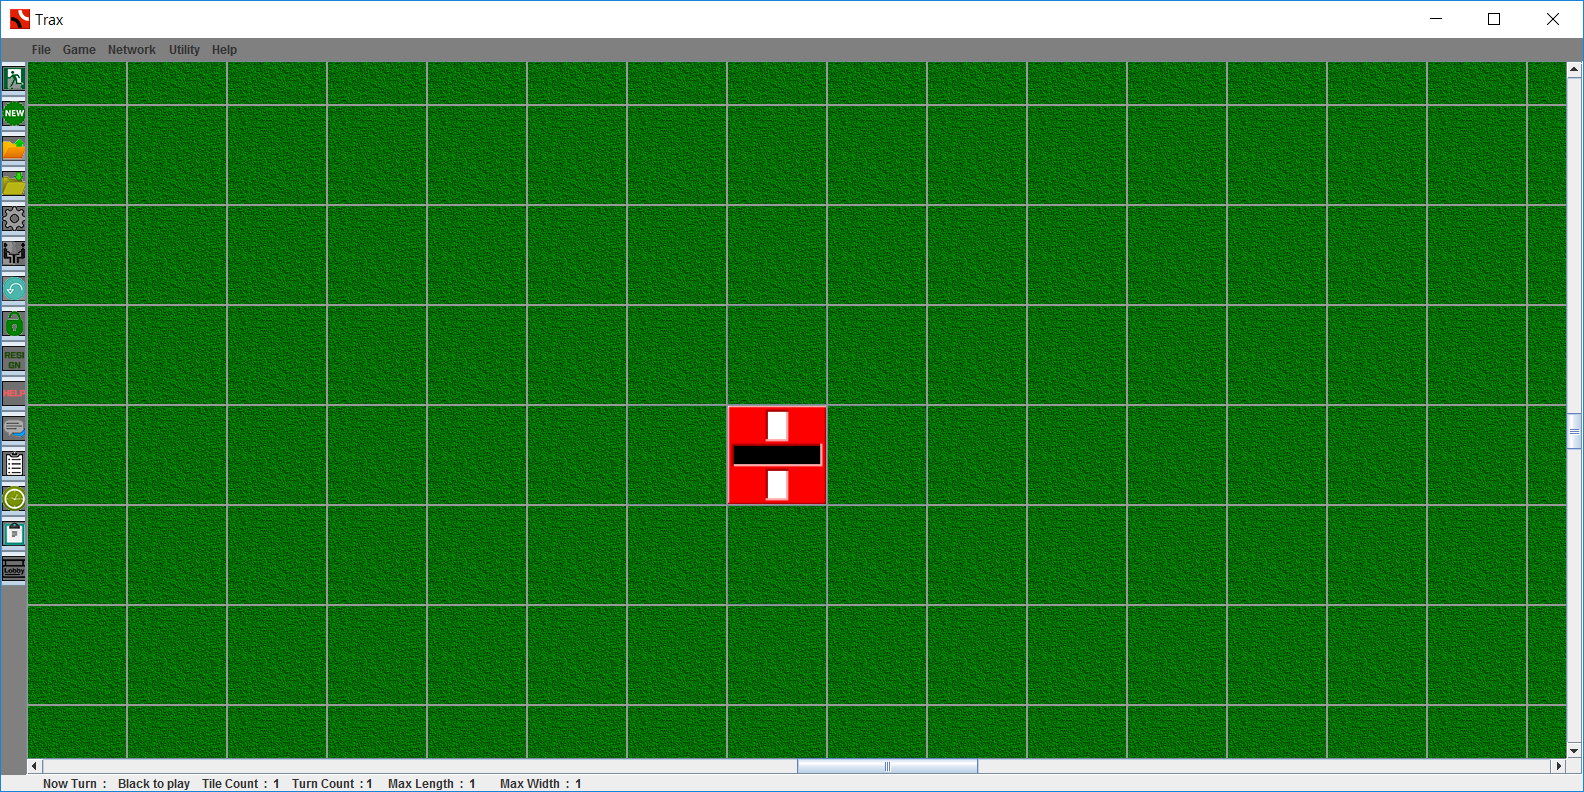 Trax
File Game Network Utility Help
NEW
RESI
GN
HELP
Lobby
Now Turn : Black to play Tile Count : 1 Turn Count : 1 Max Length : 1 Max Width : 1